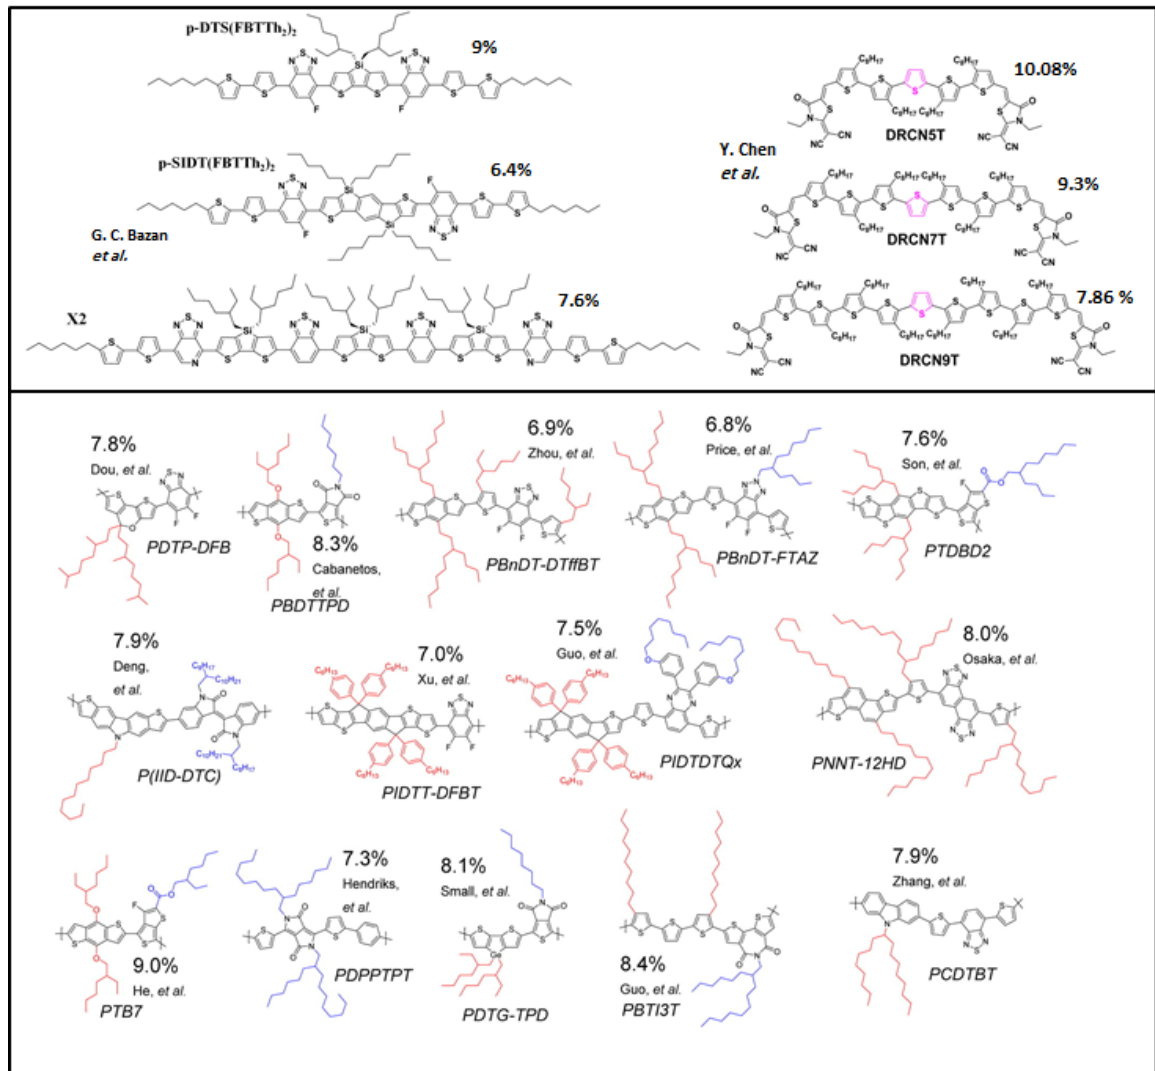 p-DTS(FBTTh2)2
9%
p-SIDT(FBTTh2)2
6.4%
G. C. Bazan
et al.
X2
7.6%
10.08%
DRCN5T
Y. Chen
et al.
9.3%
DRCN7T
7.86 %
DRCN9T
7.8%
Dou, et al.
PDTP-DFB
8.3%
Cabanetos,
et al.
PBDTTPD
6.9%
Zhou, et al.
PBnDT-DTffBT
6.8%
Price, et al.
PBnDT-FTAZ
7.6%
Son, et al.
PTDBD2
7.9%
Deng,
et al.
P(IID-DTC)
7.0%
Xu, et al.
PIDTT-DFBT
7.5%
Guo, et al.
PIDTDTQx
8.0%
Osaka, et al.
PNNT-12HD
9.0%
He, et al.
PTB7
7.3%
Hendriks,
et al.
PDPPTPT
8.1%
Small, et al.
PDTG-TPD
8.4%
Guo, et al.
PBTI3T
7.9%
Zhang, et al.
PCDTBT